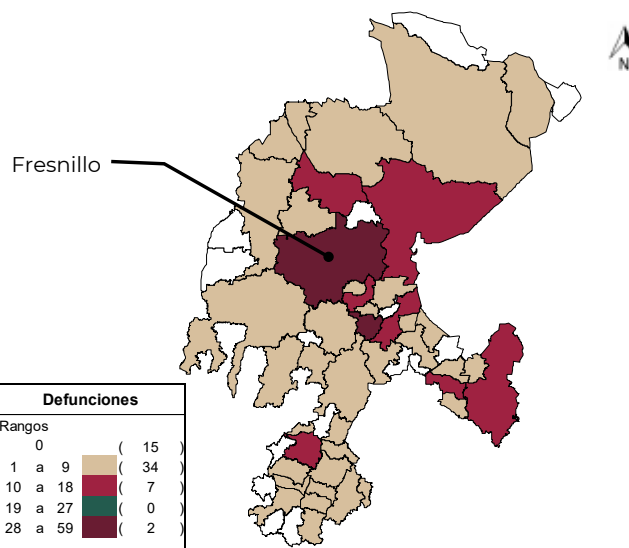 N
Fresnillo
Defunciones
Rangos
0 ( 15 )
1 a 9 ( 34 )
10 a 18 ( 7 )
19 a 27 ( 0 )
28 a 59 ( 2 )